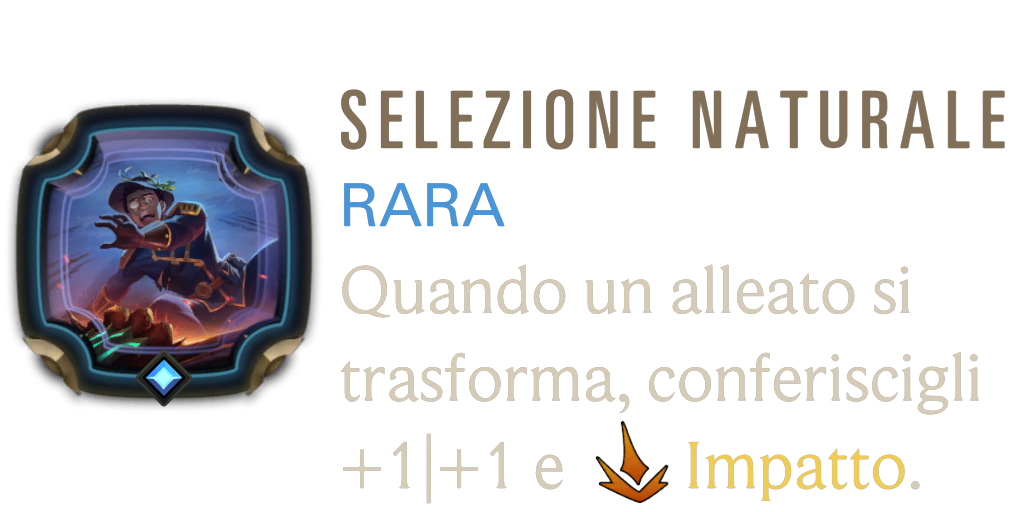 SELEZIONE NATURALE
RARA
Quando un alleato si
trasforma, conferiscigli
+1|+1 e Impatto.